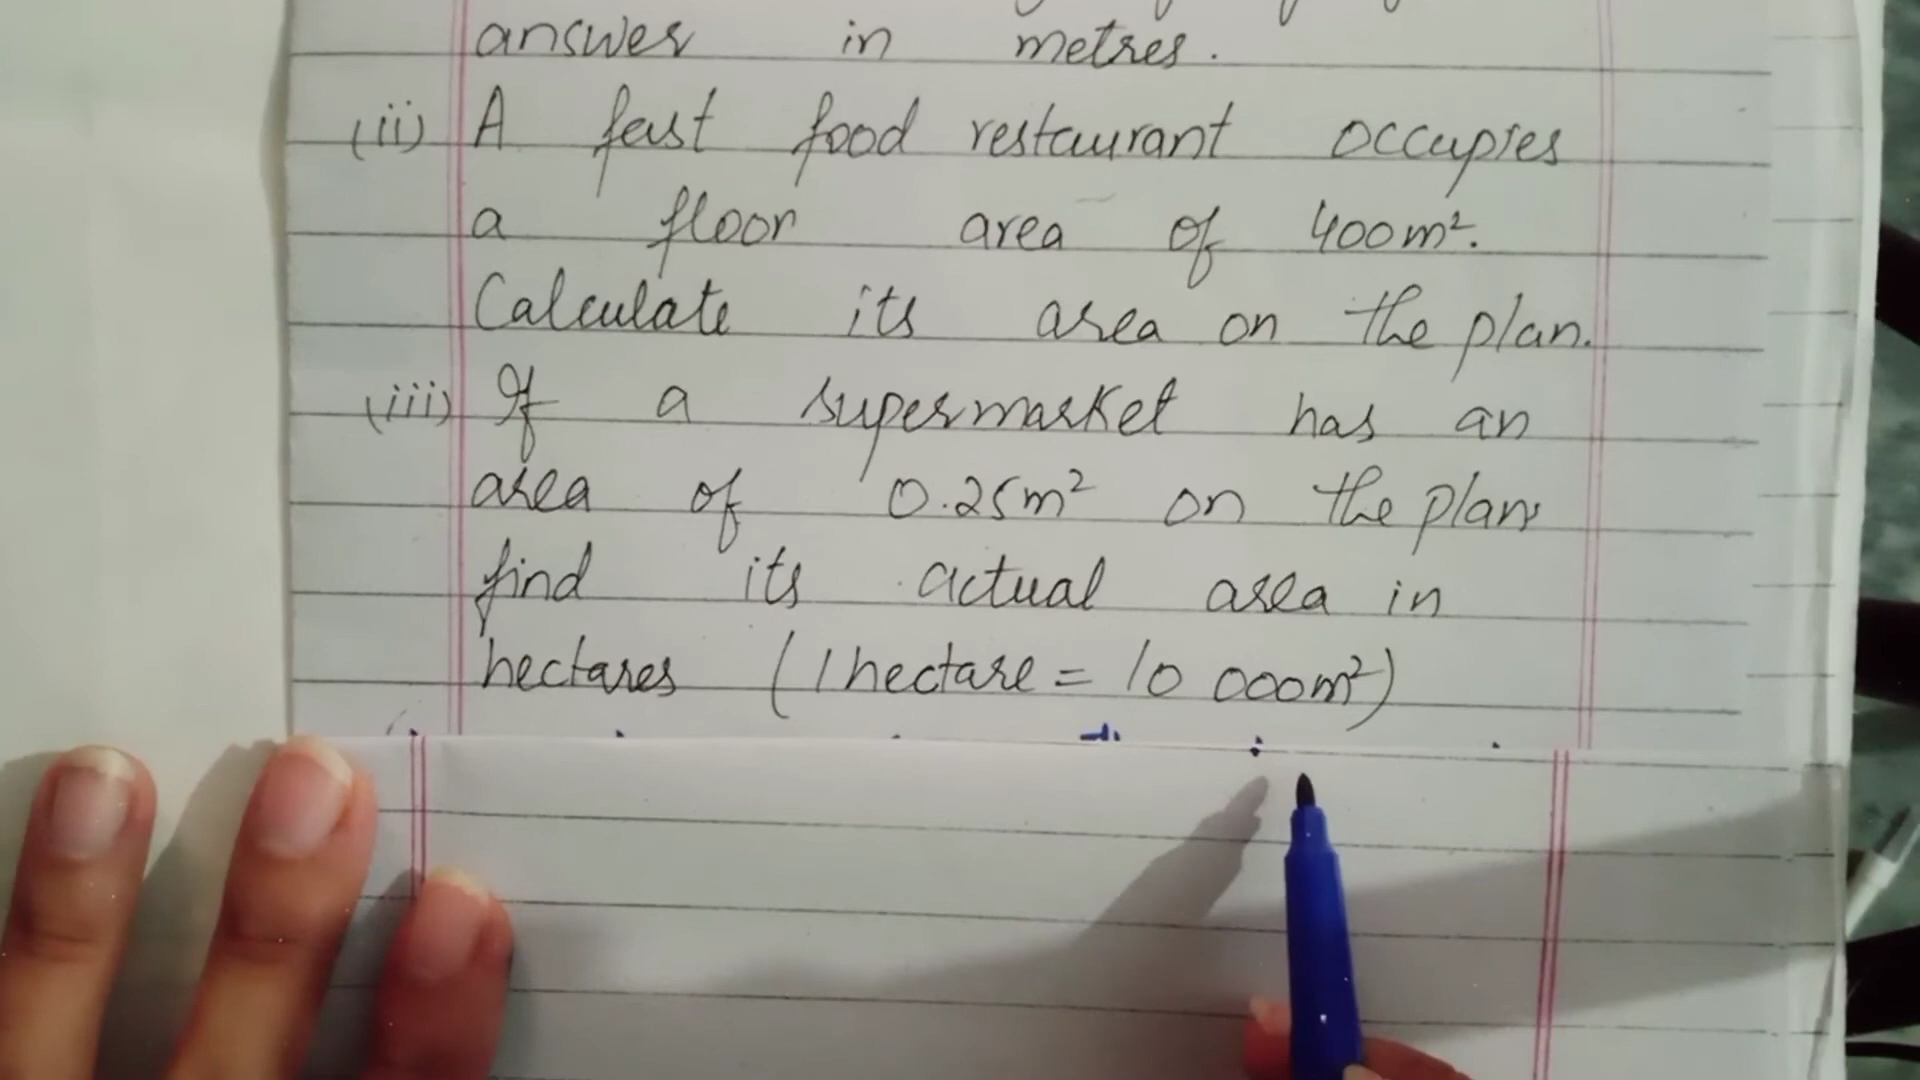 answer in metres.
(ii) A fast food restaurant occupies
a floor area of 400m².
Calculate its area on the plan.
(iii) If a supermarket has an
area of 0.25m² on the plan
find its actual area in
hectares (1 hectare = 10 000m²)